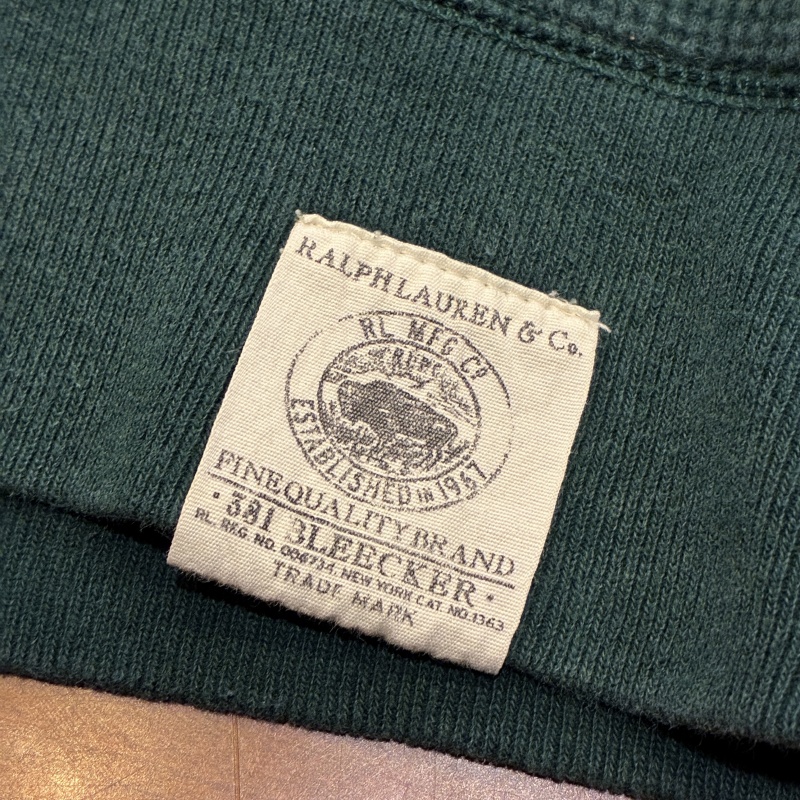 RALPH LAUREN & Co.
RL MFG Co
ESTABLISHED in 1967
FINE QUALITY BRAND
· 381 BLEECKER ·
RL. REG. NO. 006734 NEW YORK CAT. NO. 1363
TRADE MARK